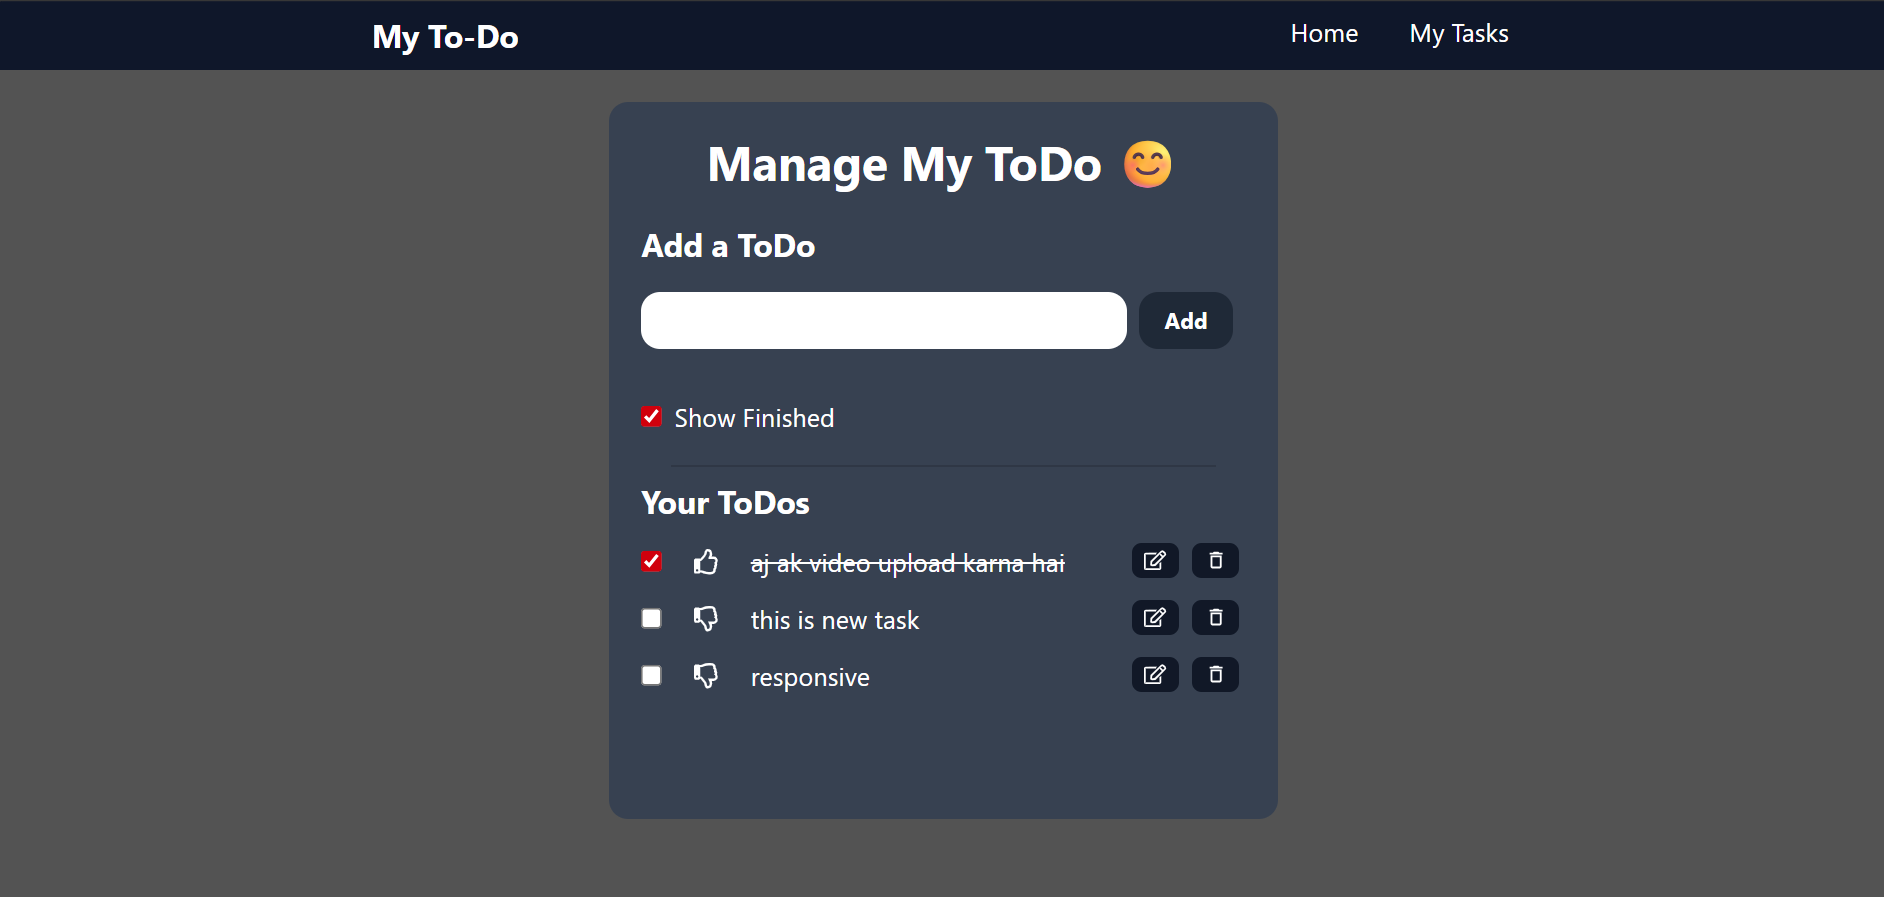 My To-Do
Home
My Tasks
Manage My ToDo 😊
Add a ToDo
Add
Show Finished
Your ToDos
aj ak video upload karna hai
this is new task
responsive